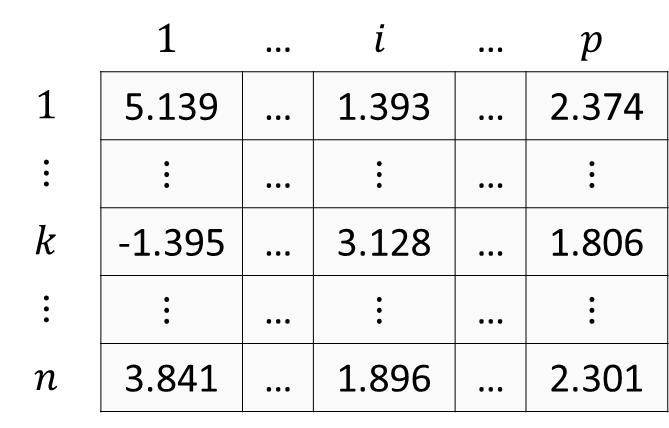 1 … i … p
1 5.139 … 1.393 … 2.374
⋮ ⋮ … ⋮ … ⋮
k -1.395 … 3.128 … 1.806
⋮ ⋮ … ⋮ … ⋮
n 3.841 … 1.896 … 2.301